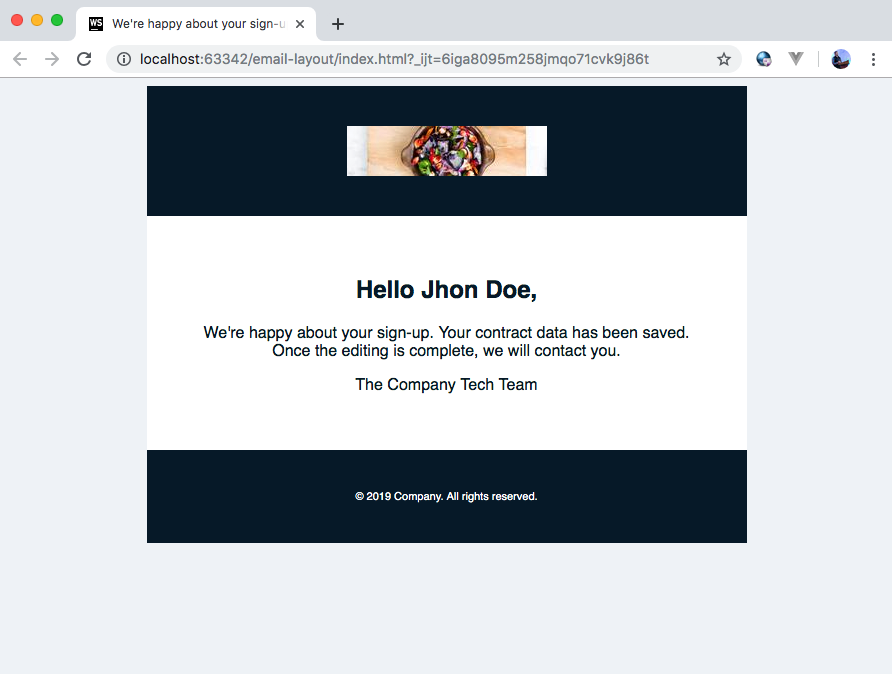 WS
We're happy about your sign-u
localhost:63342/email-layout/index.html?_ijt=6iga8095m258jmqo71cvk9j86t
Hello Jhon Doe,
We're happy about your sign-up. Your contract data has been saved.
Once the editing is complete, we will contact you.
The Company Tech Team
© 2019 Company. All rights reserved.